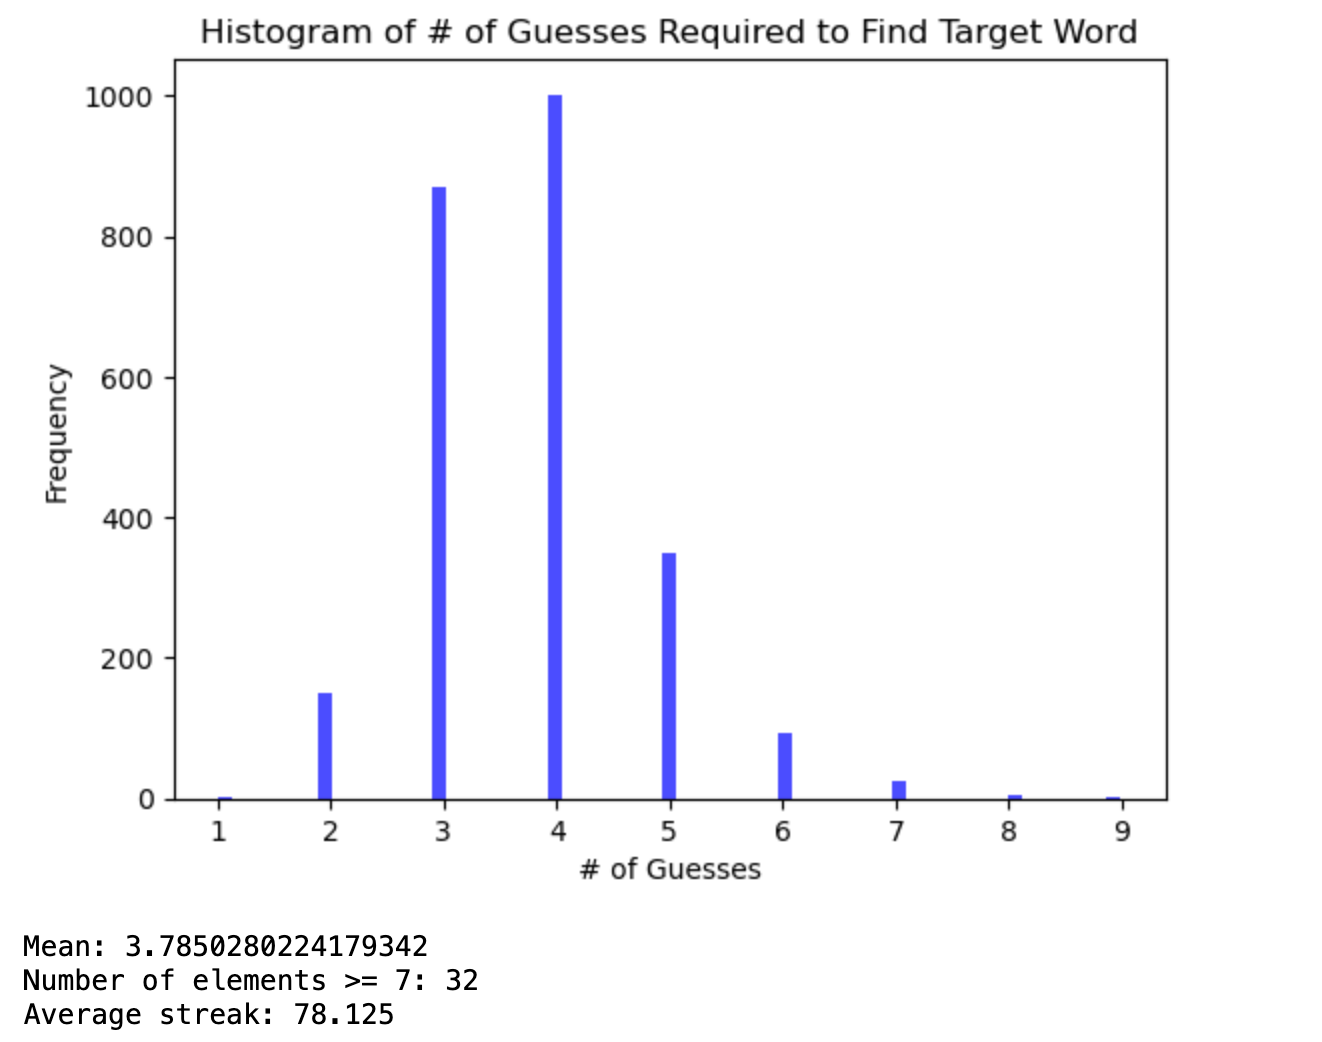 Histogram of # of Guesses Required to Find Target Word
1000
800
600
400
200
0
Frequency
1 2 3 4 5 6 7 8 9
# of Guesses
Mean: 3.7850280224179342
Number of elements >= 7: 32
Average streak: 78.125